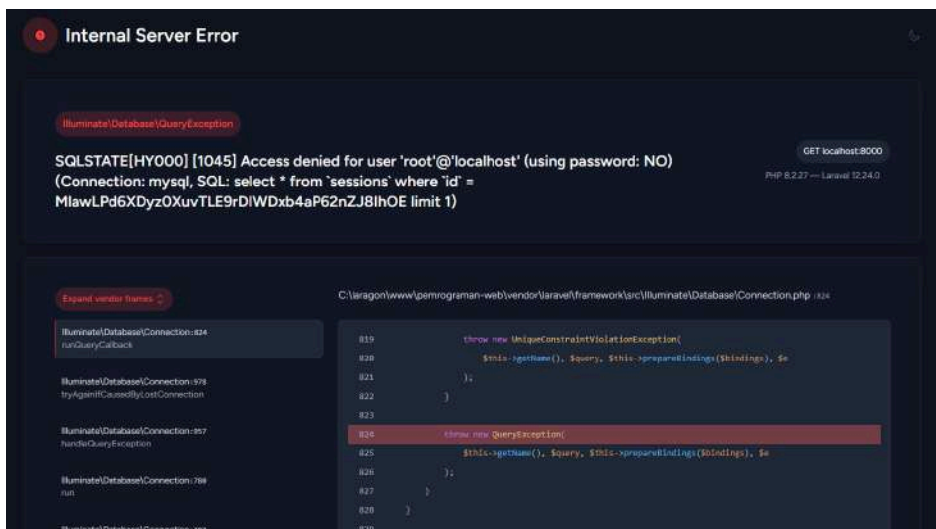 Internal Server Error
Illuminate\Database\QueryException
SQLSTATE[HY000] [1045] Access denied for user 'root'@'localhost' (using password: NO)
(Connection: mysql, SQL: select * from `sessions` where `id` =
MlawLPd6XDyz0XuvTLE9rDlWDxb4aP62nZJ8IhOE limit 1)
GET localhost:8000
PHP 8.2.27 — Laravel 12.24.0
Expand vendor frames
Illuminate\Database\Connection:824
runQueryCallback
Illuminate\Database\Connection:978
tryAgainIfCausedByLostConnection
Illuminate\Database\Connection:957
handleQueryException
Illuminate\Database\Connection:780
run
C:\laragon\www\pemrograman-web\vendor\laravel\framework\src\Illuminate\Database\Connection.php :824
819 throw new UniqueConstraintViolationException(
820 $this->getName(), $query, $this->prepareBindings($bindings), $e
821 );
822 }
823
824 throw new QueryException(
825 $this->getName(), $query, $this->prepareBindings($bindings), $e
826 );
827 }
828 }